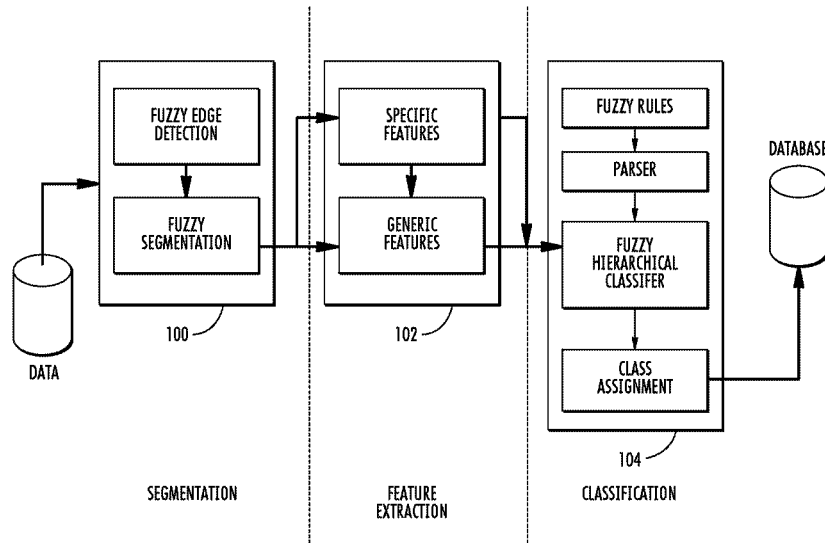 FUZZY EDGE
DETECTION
FUZZY
SEGMENTATION
100
DATA
SEGMENTATION
SPECIFIC
FEATURES
GENERIC
FEATURES
102
FEATURE
EXTRACTION
FUZZY RULES
PARSER
FUZZY
HIERARCHICAL
CLASSIFER
CLASS
ASSIGNMENT
104
CLASSIFICATION
DATABASE